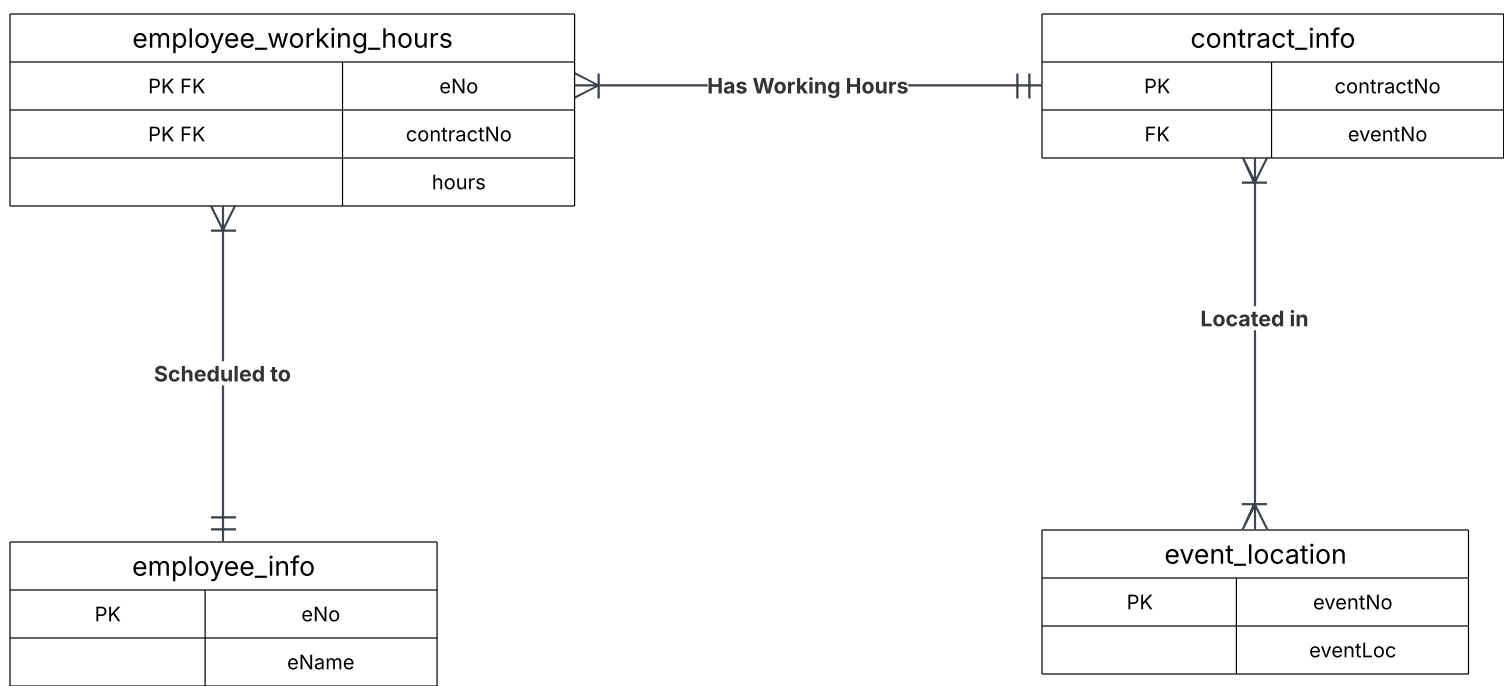 employee_working_hours
PK FK eNo
PK FK contractNo
hours
Has Working Hours
contract_info
PK contractNo
FK eventNo
Scheduled to
Located in
employee_info
PK eNo
eName
event_location
PK eventNo
eventLoc